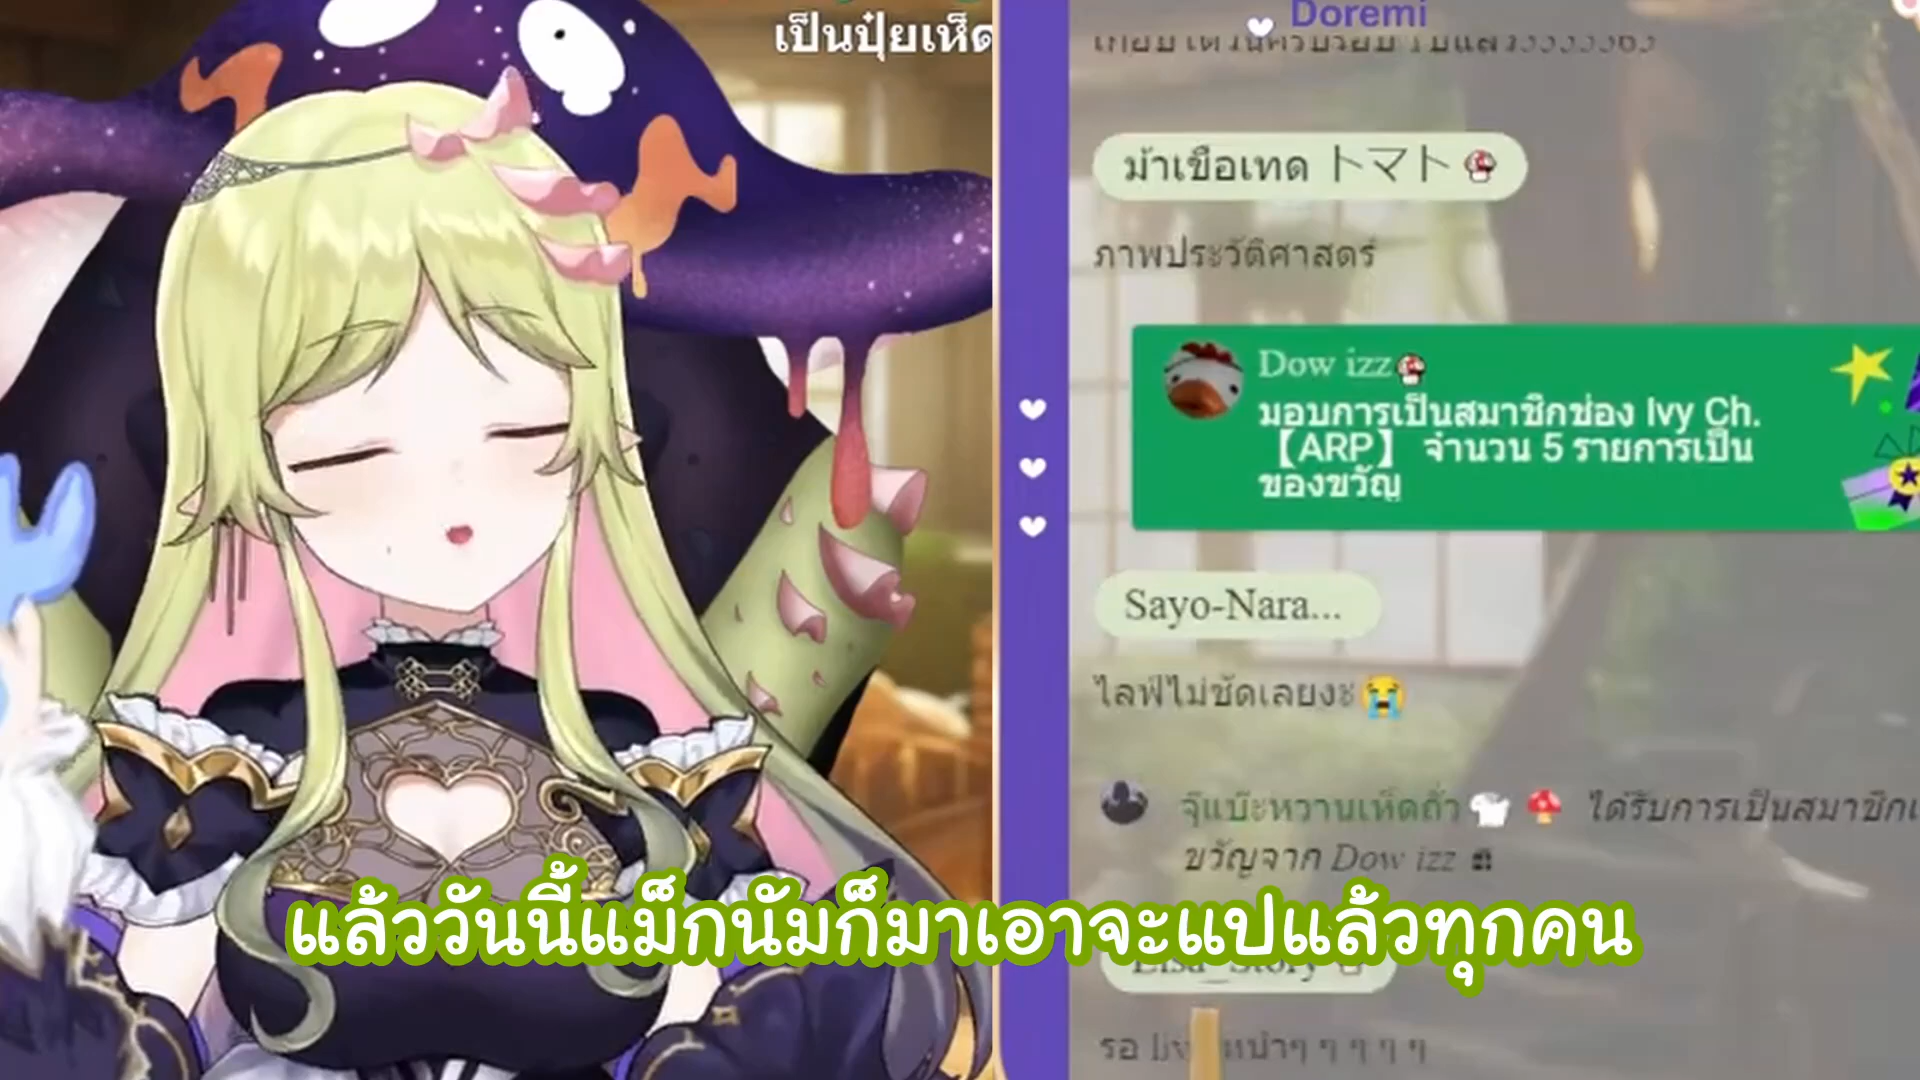 เป็นปุ๋ยเห็ด
Doremi
ม้าเขือเทด トマト
ภาพประวัติศาสตร์
Dow izz
มอบการเป็นสมาชิกช่อง Ivy Ch.
【ARP】 จำนวน 5 รายการเป็น
ของขวัญ
Sayo-Nara...
ไลฟ์ไม่ชัดเลยงะ😭
จุ๊แบ๊ะหวานเห็ดถั่ว ได้รับการเป็นสมาชิก
ขวัญจาก Dow izz
แล้ววันนี้แม็กนัมก็มาเอาจะแปแล้วทุกคน
Elsa_Story
รอ